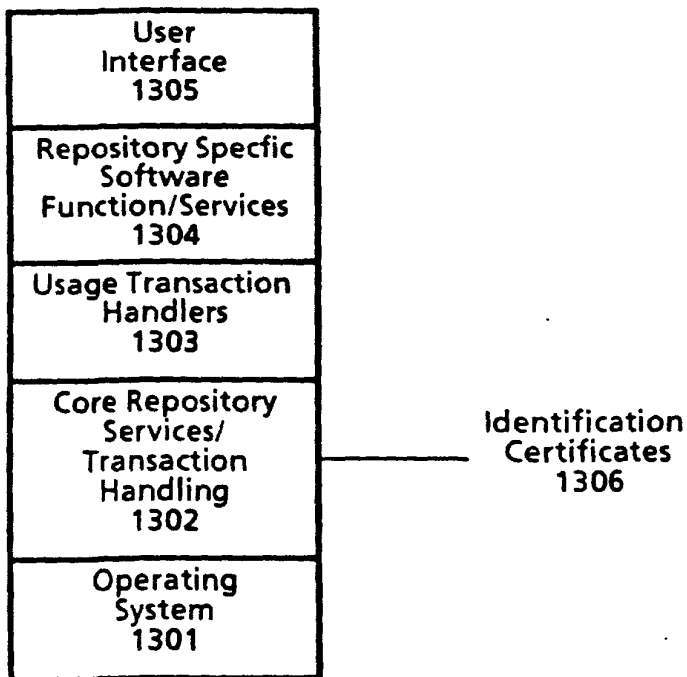 User
Interface
1305
Repository Specfic
Software
Function/Services
1304
Usage Transaction
Handlers
1303
Core Repository
Services/
Transaction
Handling
1302
Identification
Certificates
1306
Operating
System
1301